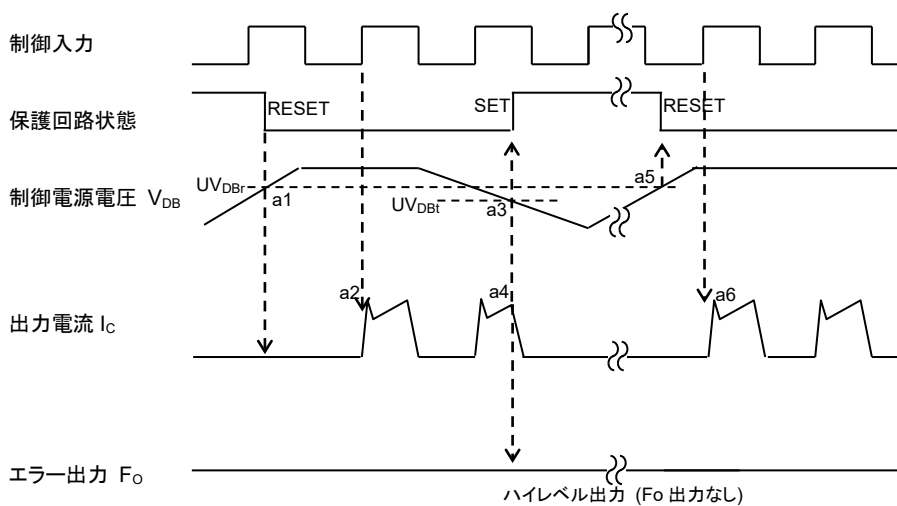 制御入力
保護回路状態
RESET
SET
RESET
制御電源電圧 VDB
UVDBr
a1
UVDBt
a3
a5
出力電流 IC
a2
a4
a6
エラー出力 FO
ハイレベル出力 (Fo 出力なし)